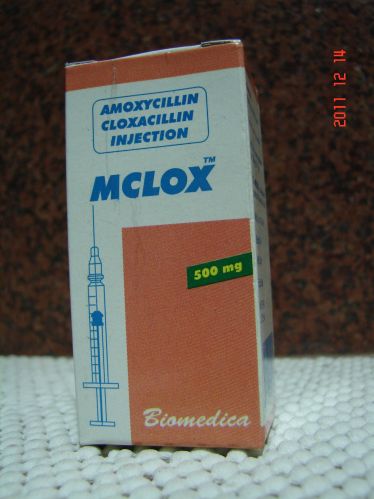 AMOXYCILLIN
CLOXACILLIN
INJECTION
MCLOX™
500 mg
Biomedica
2011 12 14